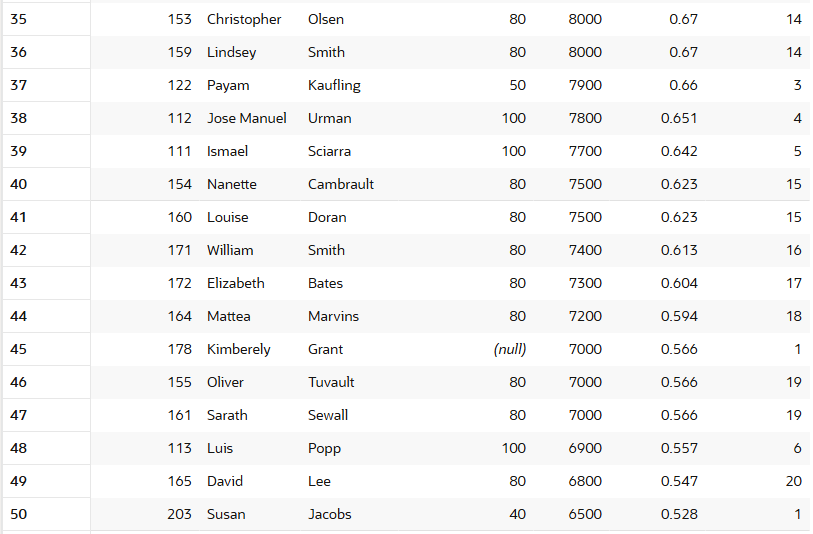 35 153 Christopher Olsen 80 8000 0.67 14
36 159 Lindsey Smith 80 8000 0.67 14
37 122 Payam Kaufling 50 7900 0.66 3
38 112 Jose Manuel Urman 100 7800 0.651 4
39 111 Ismael Sciarra 100 7700 0.642 5
40 154 Nanette Cambrault 80 7500 0.623 15
41 160 Louise Doran 80 7500 0.623 15
42 171 William Smith 80 7400 0.613 16
43 172 Elizabeth Bates 80 7300 0.604 17
44 164 Mattea Marvins 80 7200 0.594 18
45 178 Kimberely Grant (null) 7000 0.566 1
46 155 Oliver Tuvault 80 7000 0.566 19
47 161 Sarath Sewall 80 7000 0.566 19
48 113 Luis Popp 100 6900 0.557 6
49 165 David Lee 80 6800 0.547 20
50 203 Susan Jacobs 40 6500 0.528 1